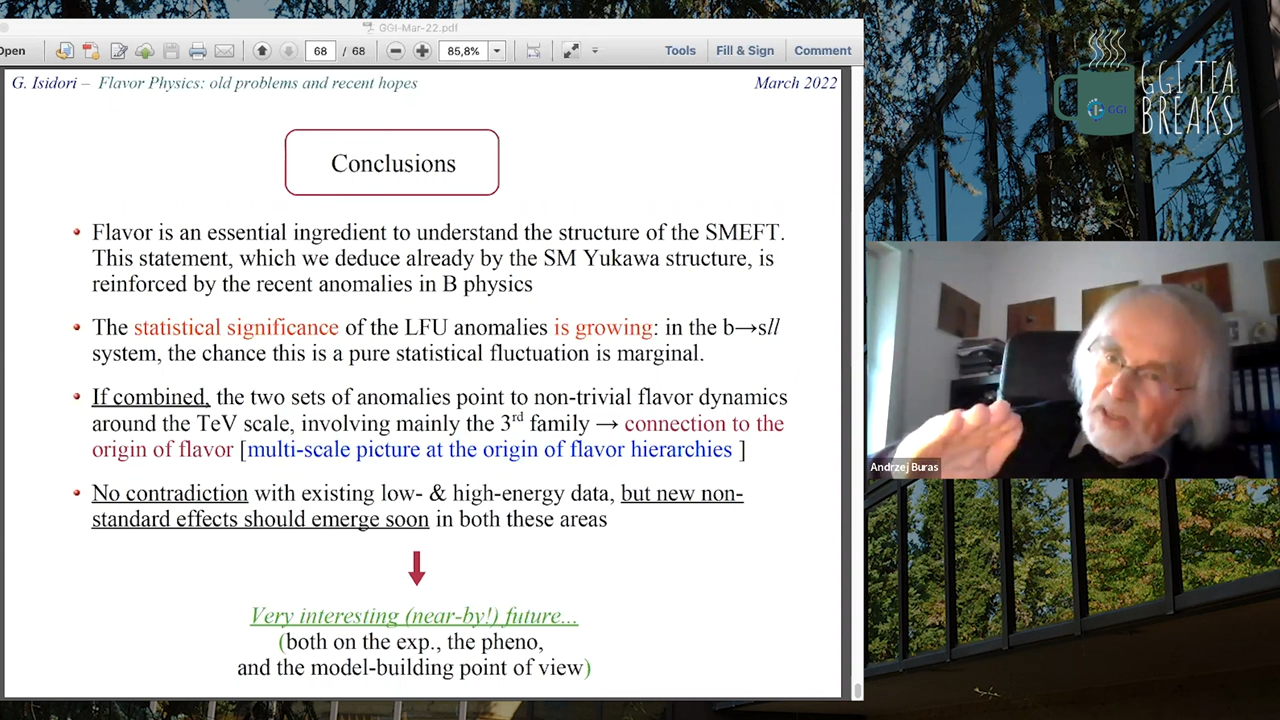 GGI-Mar-22.pdf
Open
68 / 68
85,8%
Tools
Fill & Sign
Comment
G. Isidori – Flavor Physics: old problems and recent hopes
March 2022
Conclusions
• Flavor is an essential ingredient to understand the structure of the SMEFT.
This statement, which we deduce already by the SM Yukawa structure, is
reinforced by the recent anomalies in B physics
• The statistical significance of the LFU anomalies is growing: in the b→sll
system, the chance this is a pure statistical fluctuation is marginal.
• If combined, the two sets of anomalies point to non-trivial flavor dynamics
around the TeV scale, involving mainly the 3rd family → connection to the
origin of flavor [multi-scale picture at the origin of flavor hierarchies ]
• No contradiction with existing low- & high-energy data, but new non-
standard effects should emerge soon in both these areas
Very interesting (near-by!) future...
(both on the exp., the pheno,
and the model-building point of view)
GGI TEA
BREAKS
GGI
Andrzej Buras